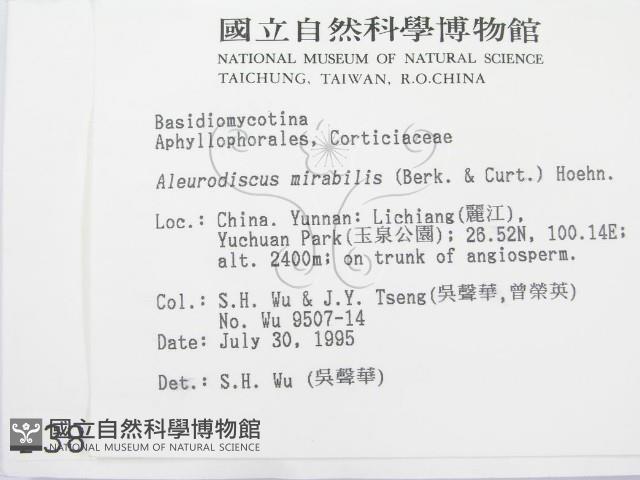 國立自然科學博物館
NATIONAL MUSEUM OF NATURAL SCIENCE
TAICHUNG, TAIWAN, R.O.CHINA
Basidiomycotina
Aphyllophorales, Corticiaceae
Aleurodiscus mirabilis (Berk. & Curt.) Hoehn.
Loc.: China. Yunnan: Lichiang(麗江),
Yuchuan Park(玉泉公園); 26.52N, 100.14E;
alt. 2400m; on trunk of angiosperm.
Col.: S.H. Wu & J.Y. Tseng(吳聲華,曾榮英)
No. Wu 9507-14
Date: July 30, 1995
Det.: S.H. Wu (吳聲華)
國立自然科學博物館
NATIONAL MUSEUM OF NATURAL SCIENCE